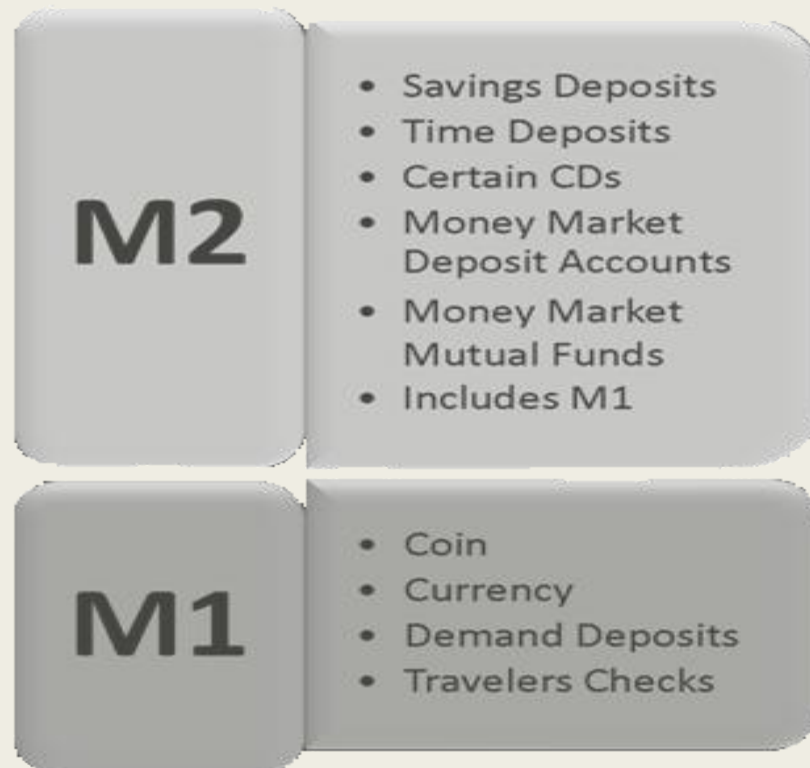 M2
• Savings Deposits
• Time Deposits
• Certain CDs
• Money Market
Deposit Accounts
• Money Market
Mutual Funds
• Includes M1
M1
• Coin
• Currency
• Demand Deposits
• Travelers Checks